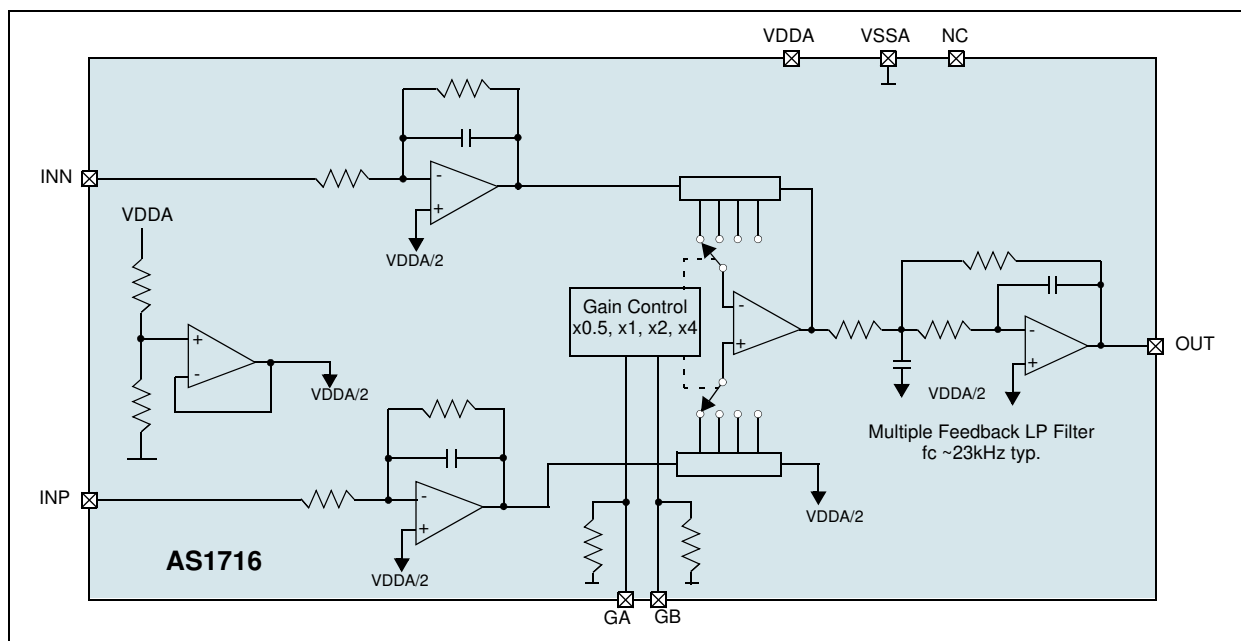 VDDA
VSSA
NC
INN
-
+
VDDA/2
VDDA
+
-
VDDA/2
Gain Control
x0.5, x1, x2, x4
-
+
-
+
VDDA/2
OUT
Multiple Feedback LP Filter
fc ~23kHz typ.
INP
-
+
VDDA/2
VDDA/2
AS1716
GA
GB